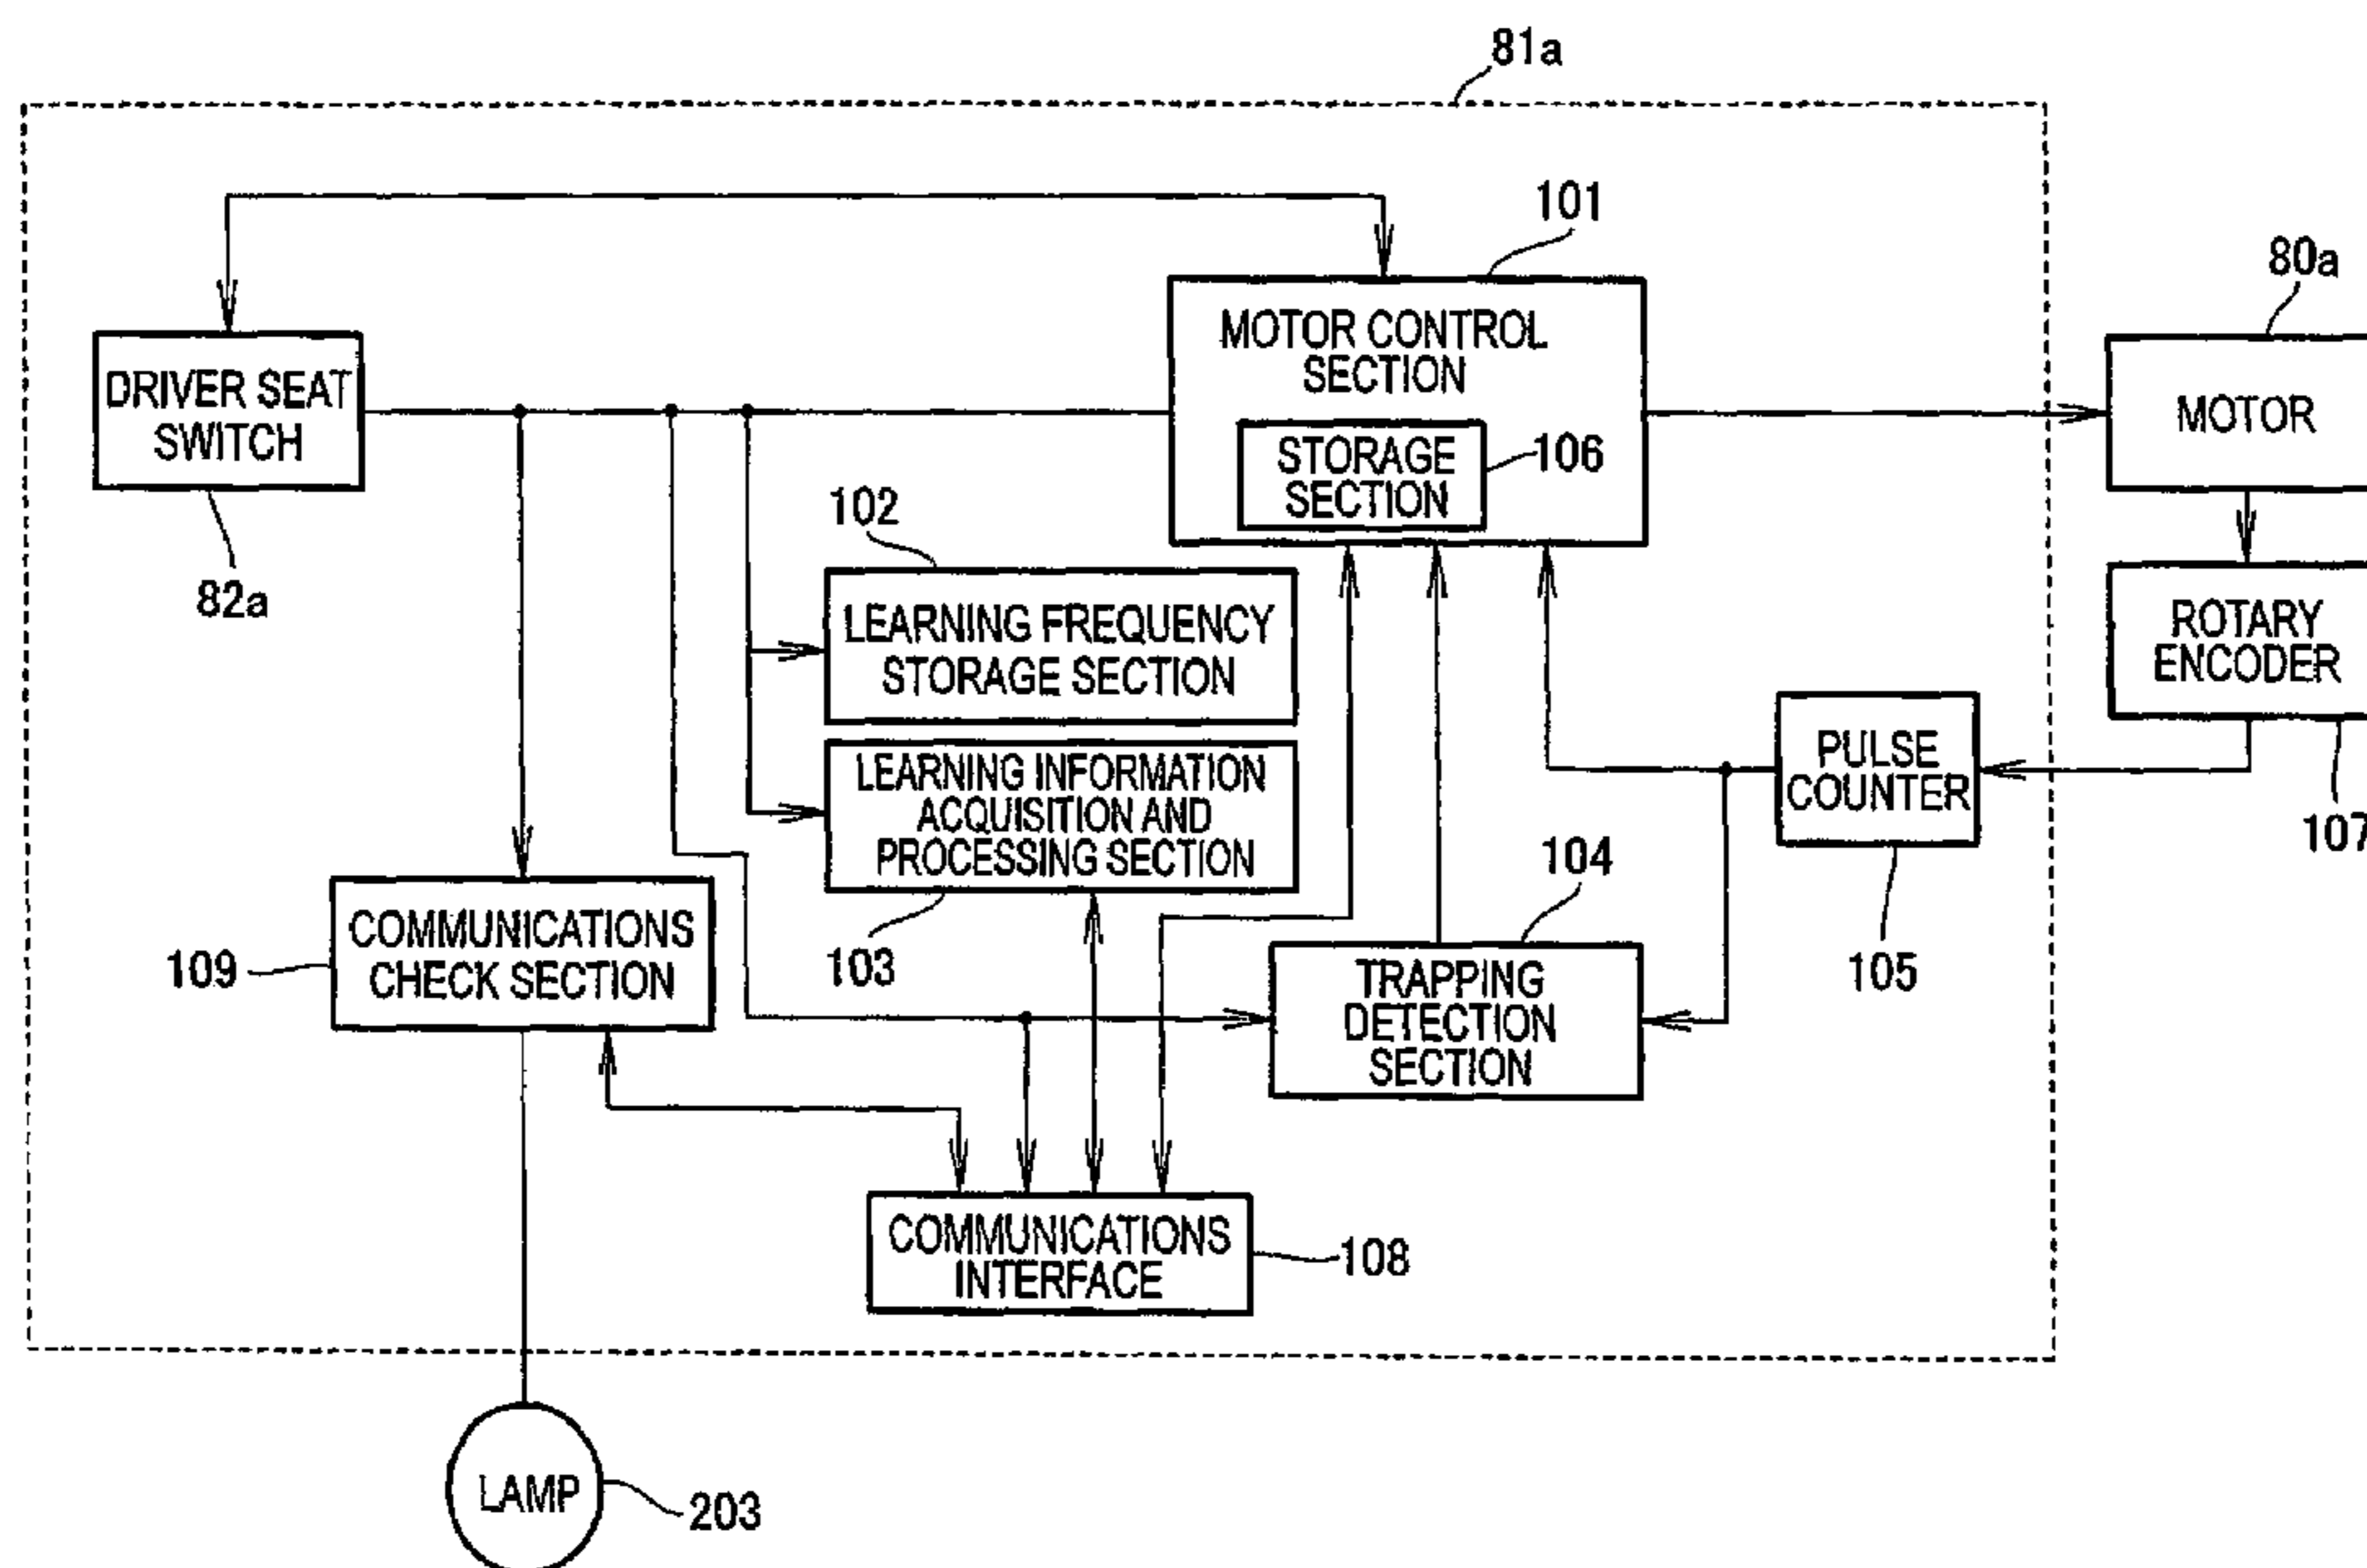 81a
101
MOTOR CONTROL
SECTION
80a
DRIVER SEAT
SWITCH
MOTOR
STORAGE
SECTION
106
102
82a
LEARNING FREQUENCY
STORAGE SECTION
ROTARY
ENCODER
PULSE
COUNTER
LEARNING INFORMATION
ACQUISITION AND
PROCESSING SECTION
107
104
COMMUNICATIONS
CHECK SECTION
109
103
105
TRAPPING
DETECTION
SECTION
COMMUNICATIONS
INTERFACE
108
LAMP
203